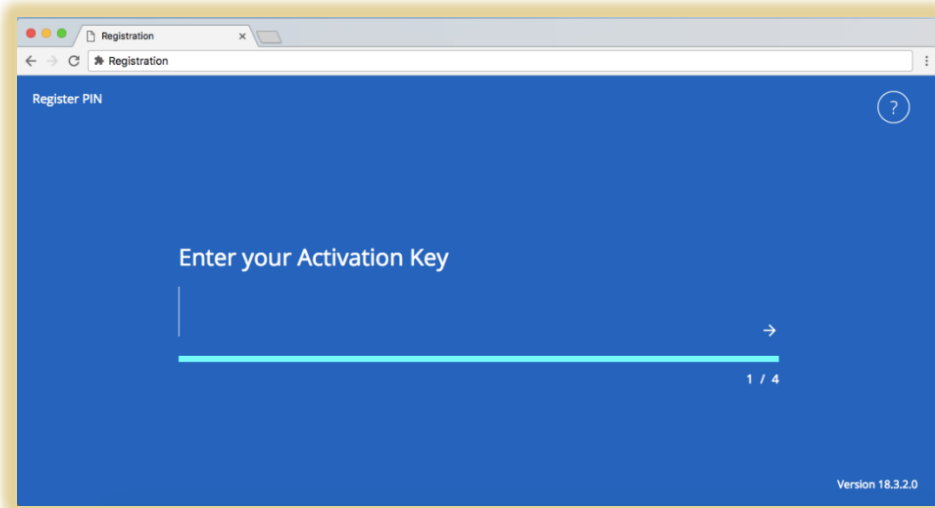 Registration
Registration
Register PIN
?
Enter your Activation Key
1 / 4
Version 18.3.2.0